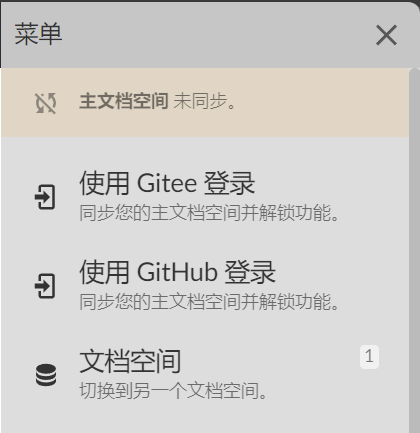 菜单
主文档空间 未同步。
使用 Gitee 登录
同步您的主文档空间并解锁功能。
使用 GitHub 登录
同步您的主文档空间并解锁功能。
文档空间 1
切换到另一个文档空间。